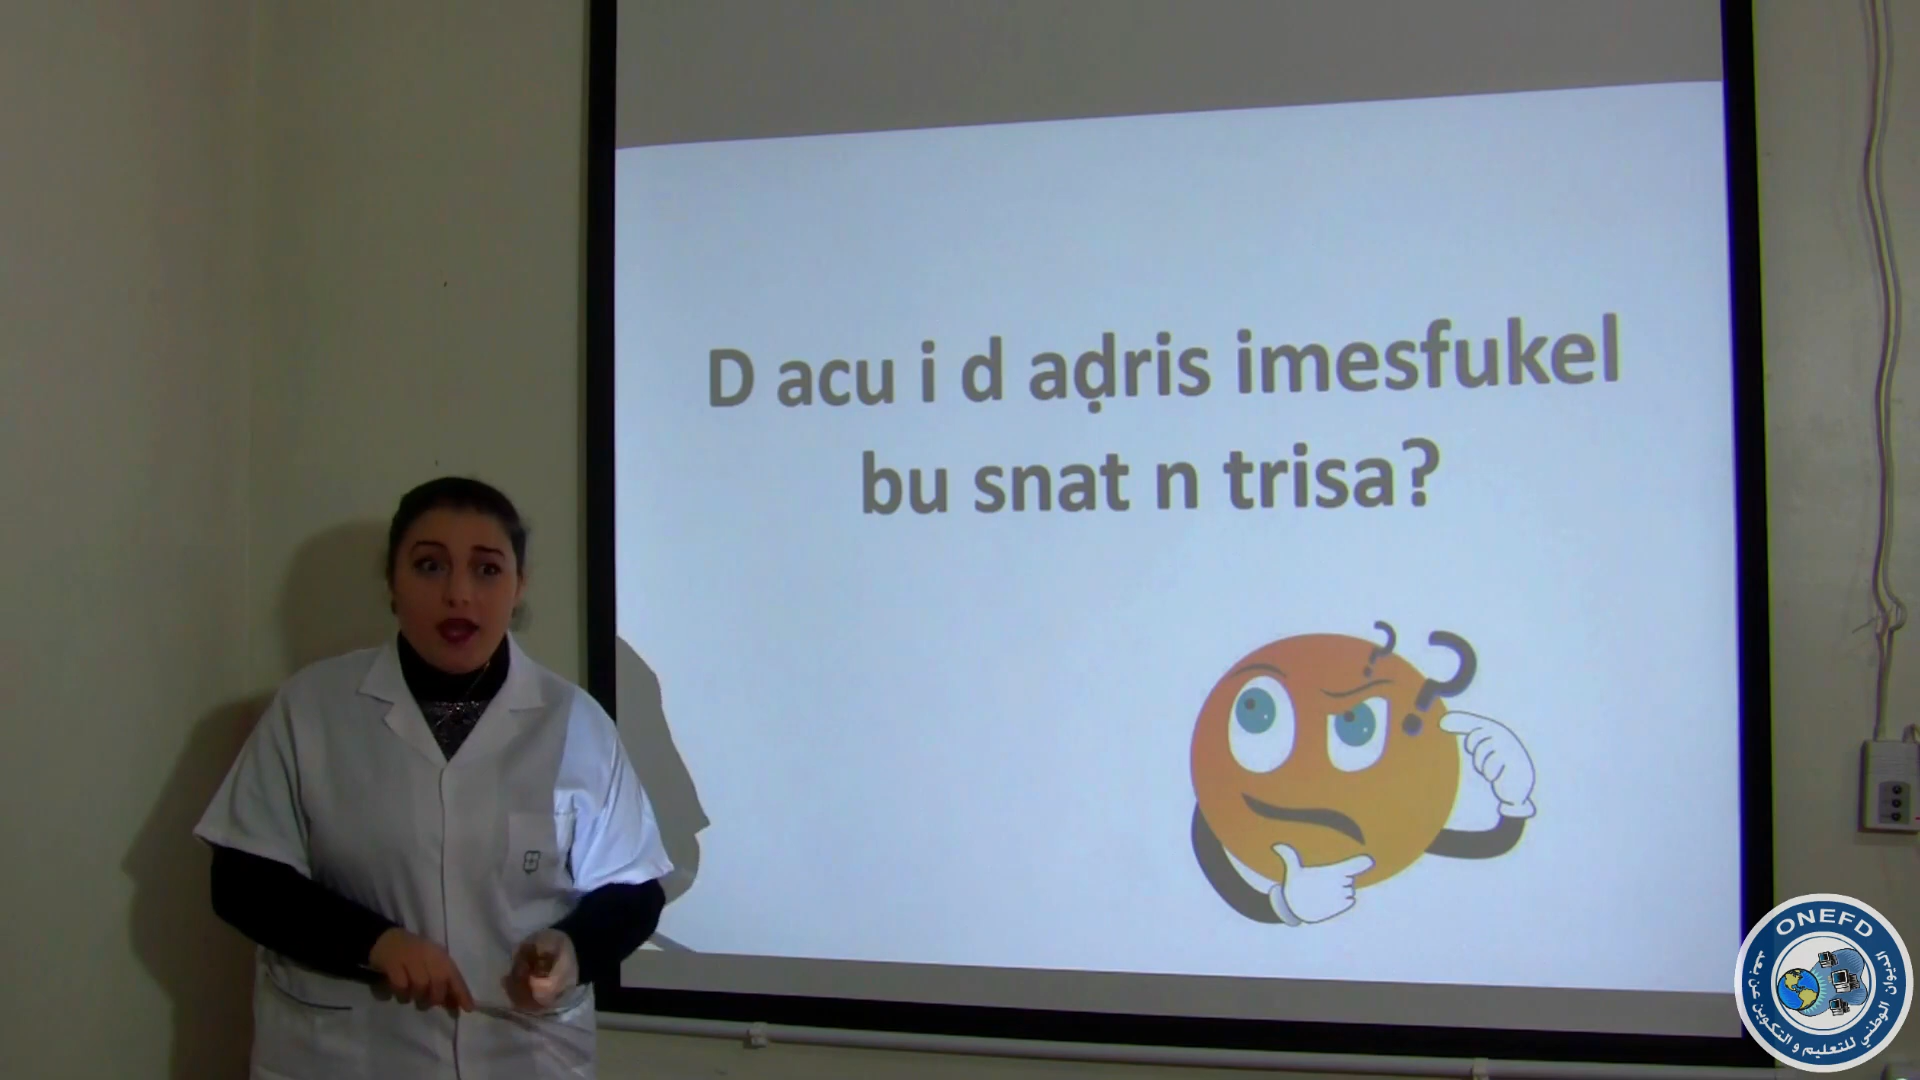 D acu i d aḍris imesfukel
bu snat n trisa?
ONEFD
الديوان الوطني للتعليم و التكوين عن بعد